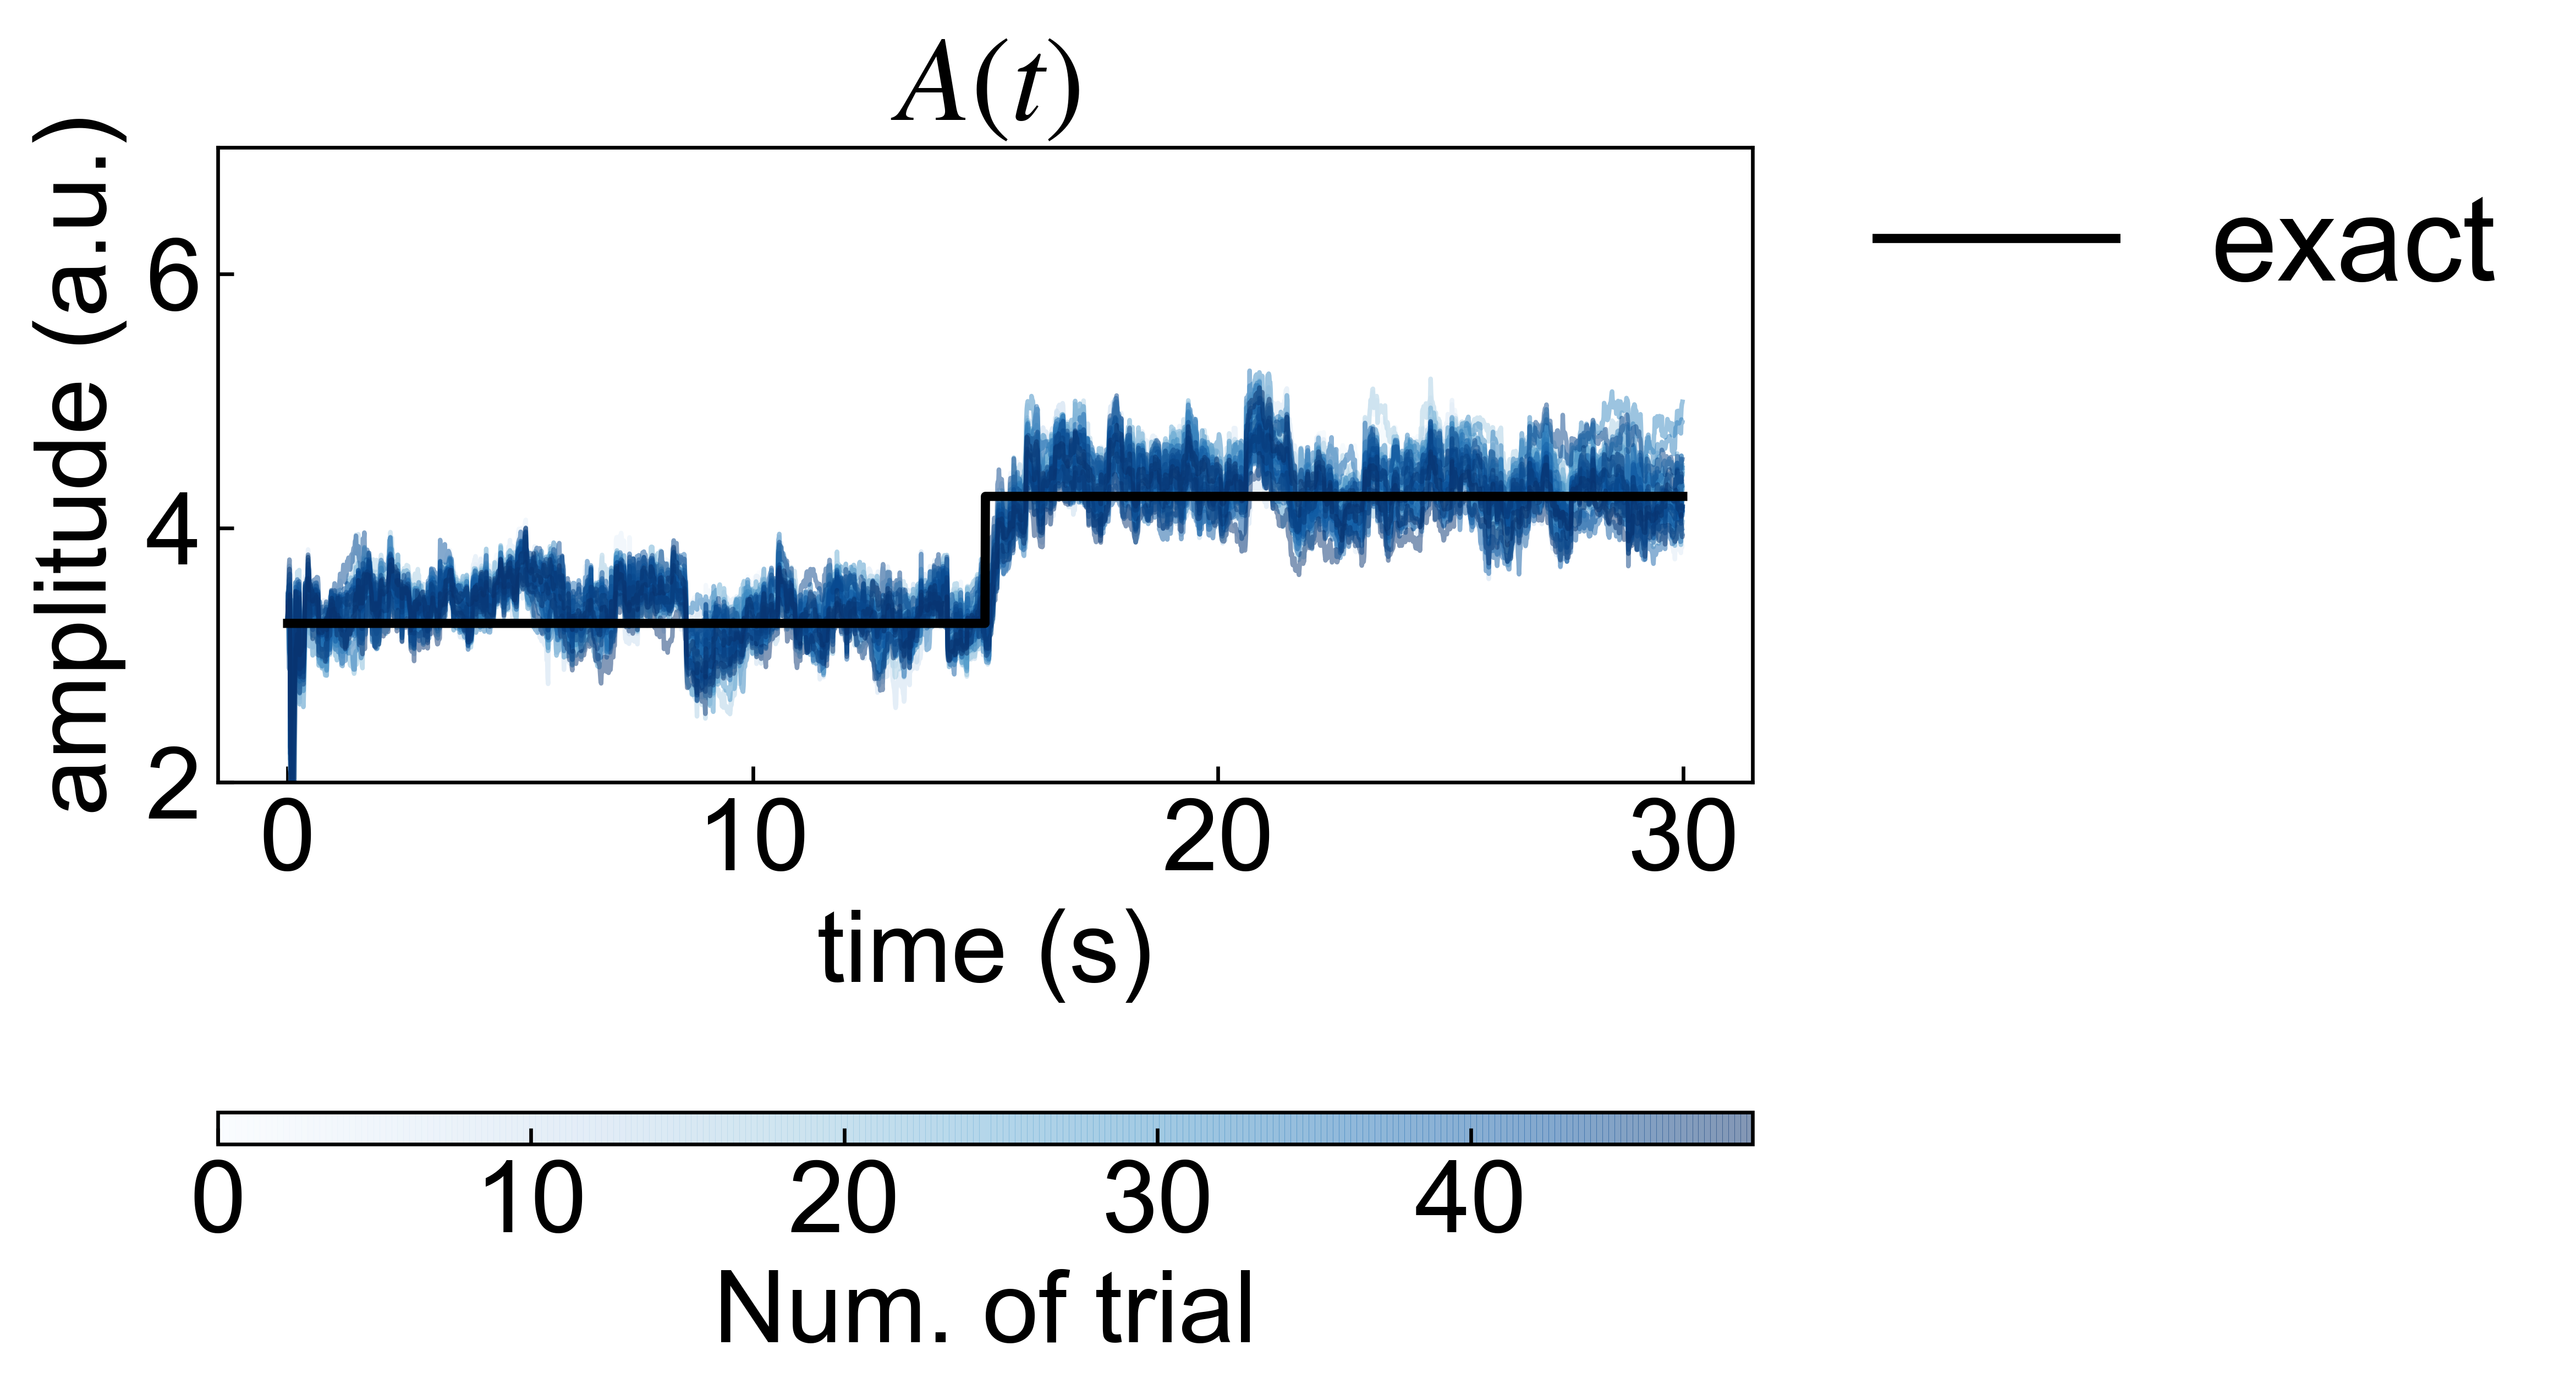 A(t)
exact
amplitude (a.u.)
6
4
2
0 10 20 30
time (s)
0 10 20 30 40
Num. of trial